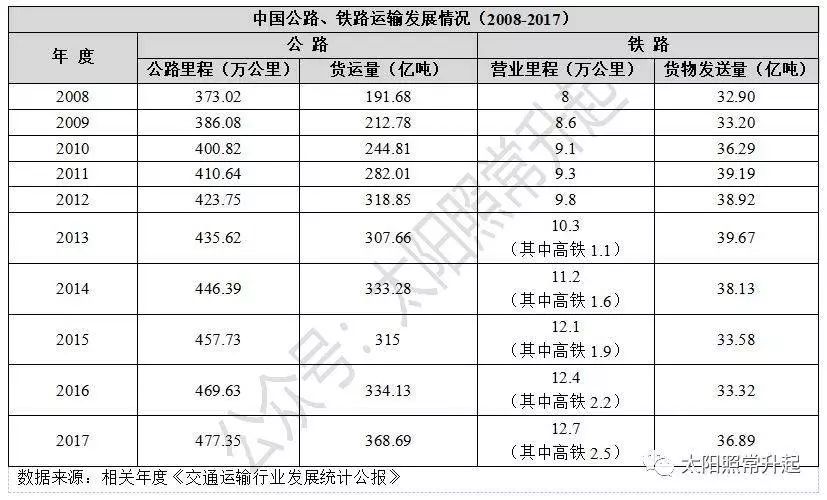 中国公路、铁路运输发展情况（2008-2017）
年 度 公 路 铁 路
公路里程（万公里） 货运量（亿吨） 营业里程（万公里） 货物发送量（亿吨）
2008 373.02 191.68 8 32.90
2009 386.08 212.78 8.6 33.20
2010 400.82 244.81 9.1 36.29
2011 410.64 282.01 9.3 39.19
2012 423.75 318.85 9.8 38.92
2013 435.62 307.66 10.3 39.67
（其中高铁 1.1）
2014 446.39 333.28 11.2 38.13
（其中高铁 1.6）
2015 457.73 315 12.1 33.58
（其中高铁 1.9）
2016 469.63 334.13 12.4 33.32
（其中高铁 2.2）
2017 477.35 368.69 12.7 36.89
（其中高铁 2.5）
数据来源：相关年度《交通运输行业发展统计公报》
公众号：太阳照常升起
太阳照常升起